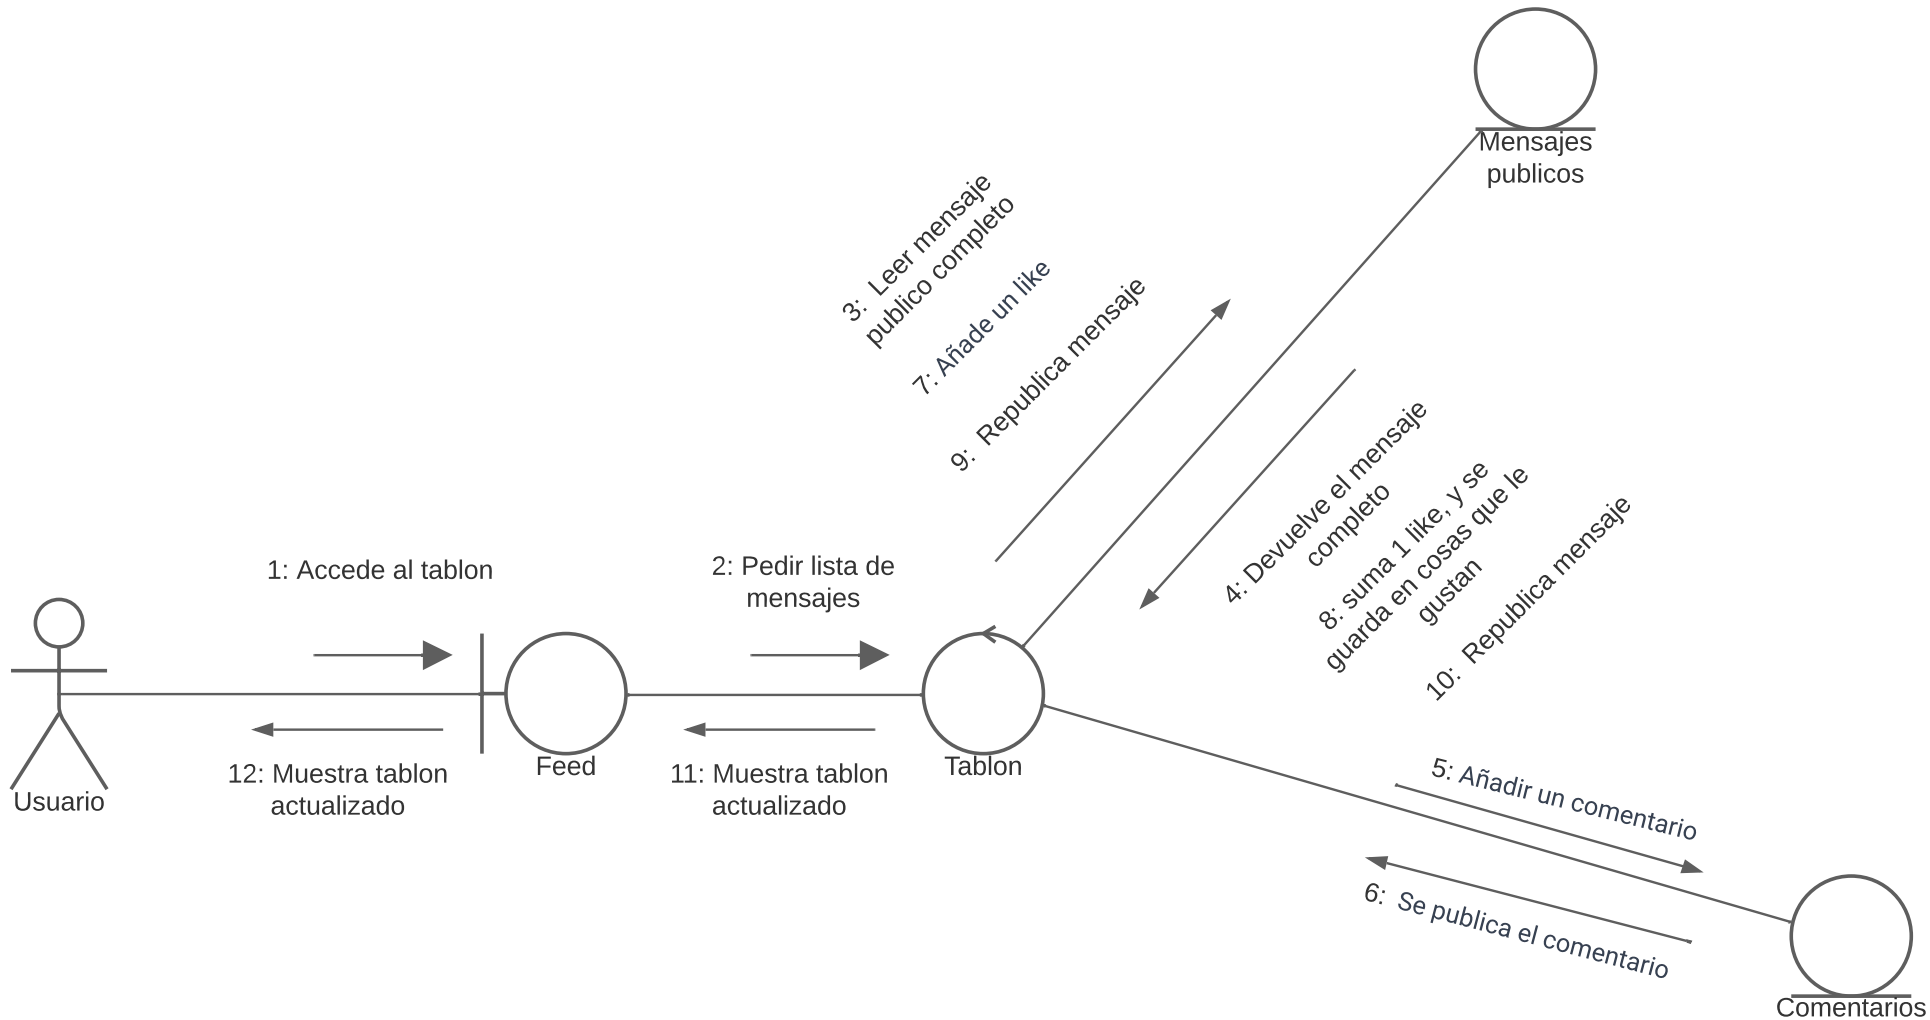 Mensajes
publicos
3: Leer mensaje
publico completo
7: Añade un like
9: Republica mensaje
4: Devuelve el mensaje
completo
8: suma 1 like, y se
guarda en cosas que le
gustan
10: Republica mensaje
1: Accede al tablon
2: Pedir lista de
mensajes
Usuario
12: Muestra tablon
actualizado
Feed
11: Muestra tablon
actualizado
Tablon
5: Añadir un comentario
6: Se publica el comentario
Comentarios